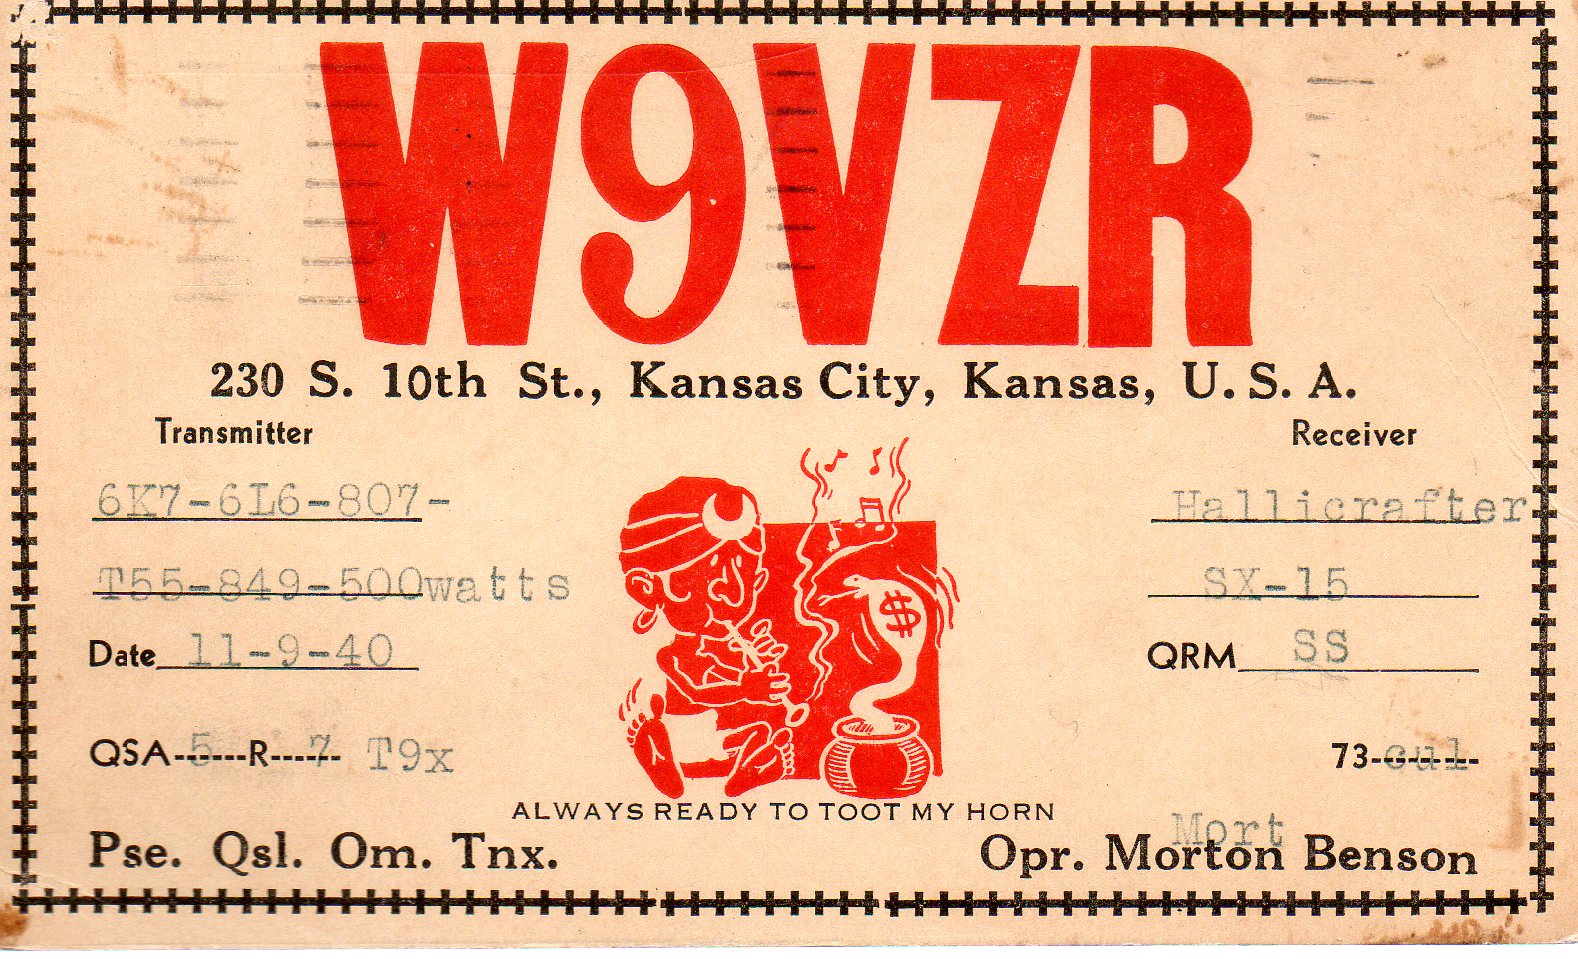 W9VZR
230 S. 10th St., Kansas City, Kansas, U. S. A.
Transmitter
Receiver
6K7-6L6-807-
Hallicrafter
T55-849-500watts
SX-15
Date 11-9-40
QRM SS
$
QSA-5-----R----7- T9x
73-cul
ALWAYS READY TO TOOT MY HORN
Mort
Pse. Qsl. Om. Tnx.
Opr. Morton Benson